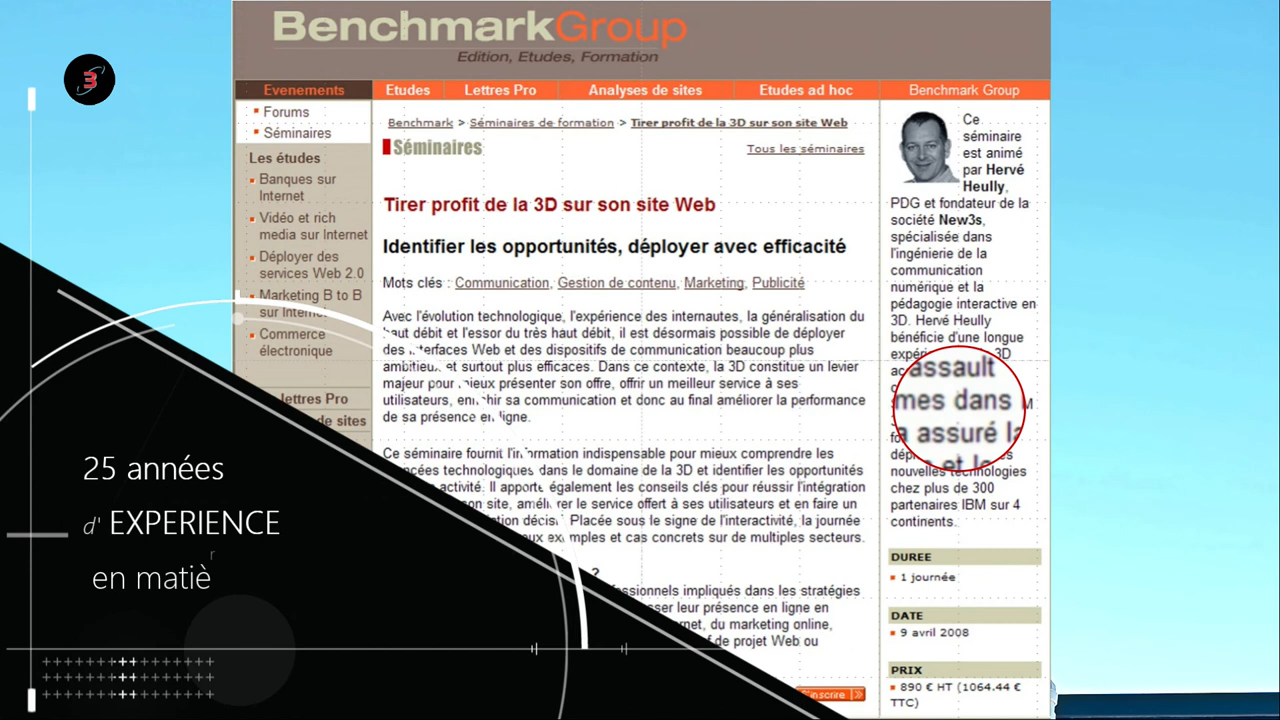 BenchmarkGroup
Edition, Etudes, Formation
3
Evenements
Etudes
Lettres Pro
Analyses de sites
Etudes ad hoc
Benchmark Group
Forums
Séminaires
Les études
Banques sur
Internet
Vidéo et rich
media sur Internet
Déployer des
services Web 2.0
Marketing B to B
sur Internet
Commerce
électronique
lettres Pro
de sites
Benchmark > Séminaires de formation > Tirer profit de la 3D sur son site Web
Séminaires
Tous les séminaires
Tirer profit de la 3D sur son site Web
Identifier les opportunités, déployer avec efficacité
Mots clés : Communication, Gestion de contenu, Marketing, Publicité
Avec l'évolution technologique, l'expérience des internautes, la généralisation du
haut débit et l'essor du très haut débit, il est désormais possible de déployer
des interfaces Web et des dispositifs de communication beaucoup plus
ambitieux et surtout plus efficaces. Dans ce contexte, la 3D constitue un levier
majeur pour mieux présenter son offre, offrir un meilleur service à ses
utilisateurs, enrichir sa communication et donc au final améliorer la performance
de sa présence en ligne.
Ce séminaire fournit l'information indispensable pour mieux comprendre les
avancées technologiques dans le domaine de la 3D et identifier les opportunités
activité. Il apporte également les conseils clés pour réussir l'intégration
son site, améliorer le service offert à ses utilisateurs et en faire un
décisif. Placée sous le signe de l'interactivité, la journée
exemples et cas concrets sur de multiples secteurs.
?
impliqués dans les stratégies
leur présence en ligne en
du marketing online,
de projet Web ou
S'inscrire
Ce
séminaire
est animé
par Hervé
Heully,
PDG et fondateur de la
société New3s,
spécialisée dans
l'ingénierie de la
communication
numérique et la
pédagogie interactive en
3D. Hervé Heully
bénéficie d'une longue
3D
assault
mes dans
a assuré la
et le
nouvelles technologies
chez plus de 300
partenaires IBM sur 4
continents.
DUREE
1 journée
DATE
9 avril 2008
PRIX
890 € HT (1064.44 €
TTC)
25 années
d' EXPERIENCE
r
en matiè